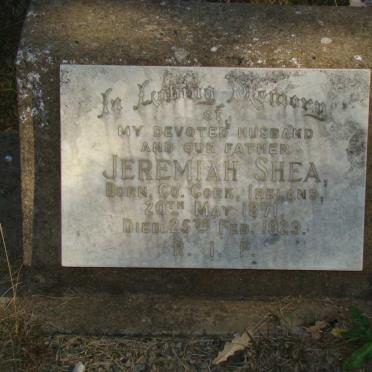 In Loving Memory
of
MY DEVOTED HUSBAND
AND OUR FATHER
JEREMIAH SHEA,
BORN, CO. CORK, IRELAND,
20TH MAY 1871
DIED 25TH FEB. 1923.
R. I. P.